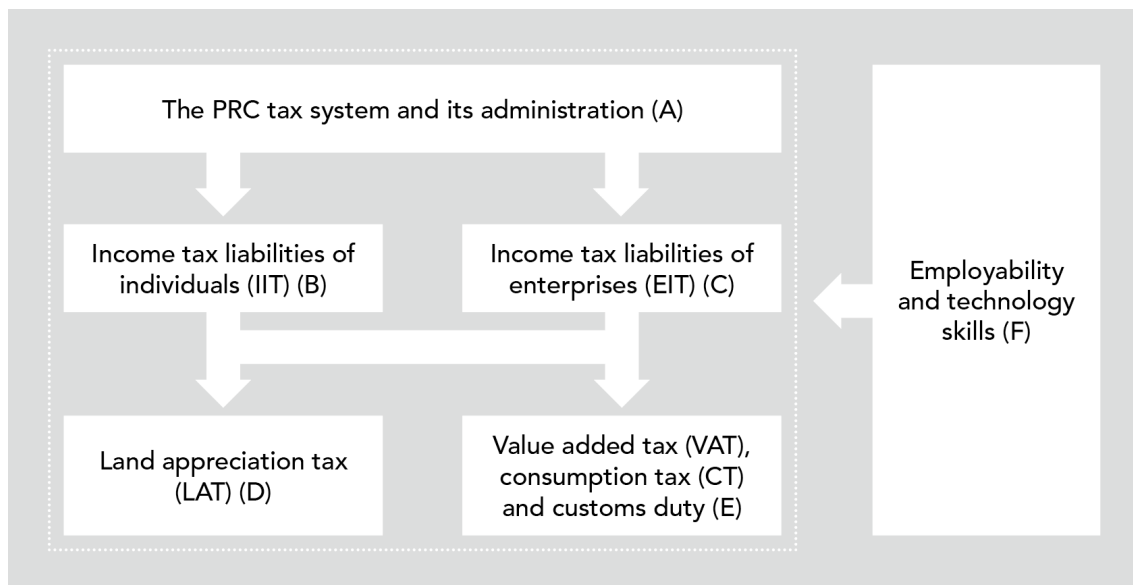 The PRC tax system and its administration (A)
Income tax liabilities of
individuals (IIT) (B)
Income tax liabilities of
enterprises (EIT) (C)
Employability
and technology
skills (F)
Land appreciation tax
(LAT) (D)
Value added tax (VAT),
consumption tax (CT)
and customs duty (E)